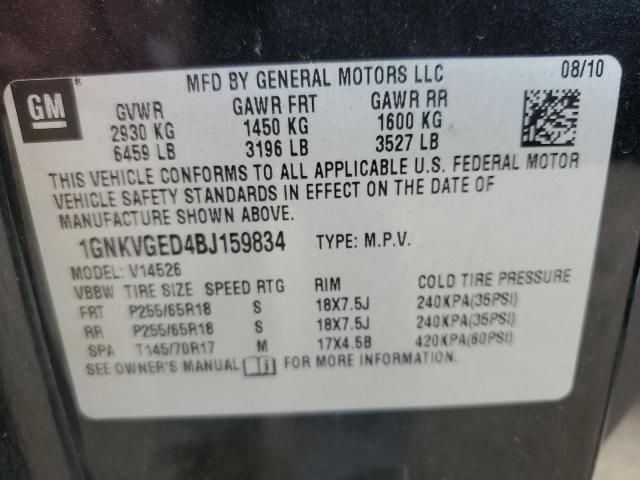 GM ®
MFD BY GENERAL MOTORS LLC 08/10
GVWR GAWR FRT GAWR RR
2930 KG 1450 KG 1600 KG
6459 LB 3196 LB 3527 LB
THIS VEHICLE CONFORMS TO ALL APPLICABLE U.S. FEDERAL MOTOR
VEHICLE SAFETY STANDARDS IN EFFECT ON THE DATE OF
MANUFACTURE SHOWN ABOVE.
1GNKVGED4BJ159834 TYPE: M.P.V.
MODEL: V14526
VBBW TIRE SIZE SPEED RTG RIM COLD TIRE PRESSURE
FRT P255/65R18 S 18X7.5J 240KPA(35PSI)
RR P255/65R18 S 18X7.5J 240KPA(35PSI)
SPA T145/70R17 M 17X4.5B 420KPA(60PSI)
SEE OWNER'S MANUAL FOR MORE INFORMATION.